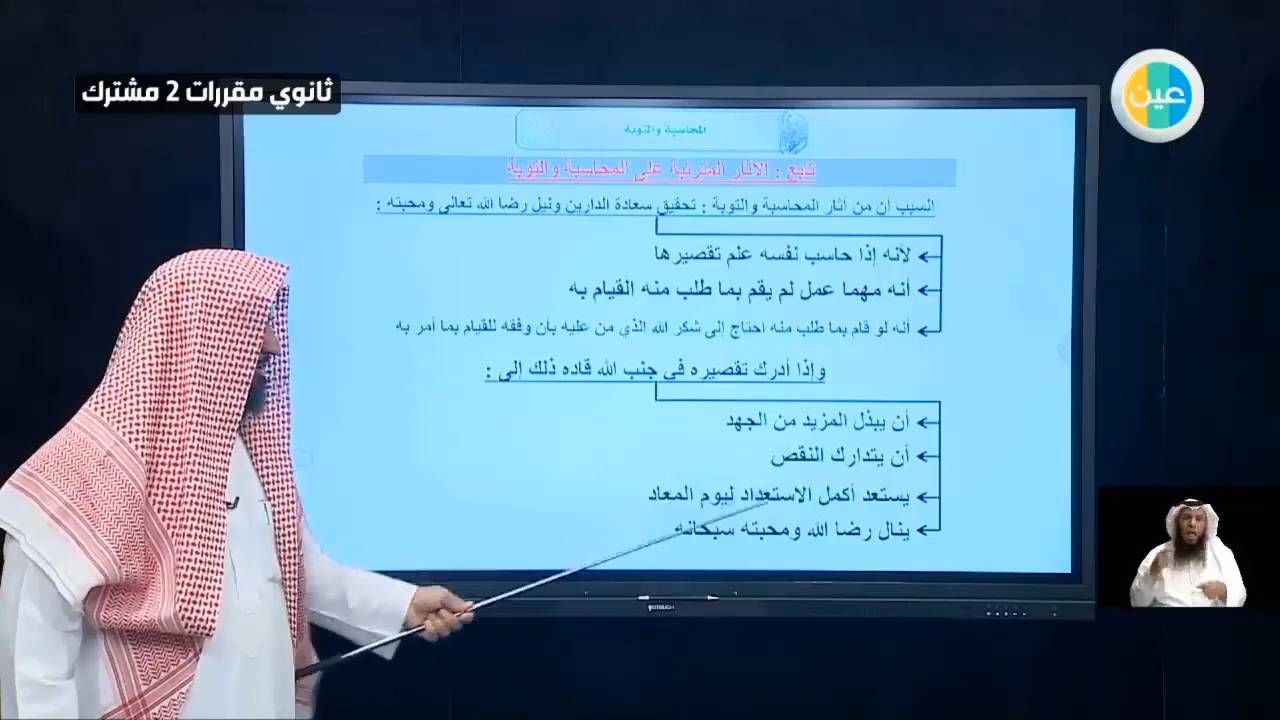 ثانوي مقررات 2 مشترك
عين
المحاسبة والتوبة
تابع : الآثار المترتبة على المحاسبة والتوبة
السبب أن من آثار المحاسبة والتوبة : تحقيق سعادة الدارين ونيل رضا الله تعالى ومحبته :
لأنه إذا حاسب نفسه علم تقصيرها
أنه مهما عمل لم يقم بما طلب منه القيام به
أنه لو قام بما طلب منه احتاج إلى شكر الله الذي من عليه بأن وفقه للقيام بما أمر به
وإذا أدرك تقصيره في جنب الله قاده ذلك إلى :
أن يبذل المزيد من الجهد
أن يتدارك النقص
يستعد أكمل الاستعداد ليوم المعاد
ينال رضا الله ومحبته سبحانه